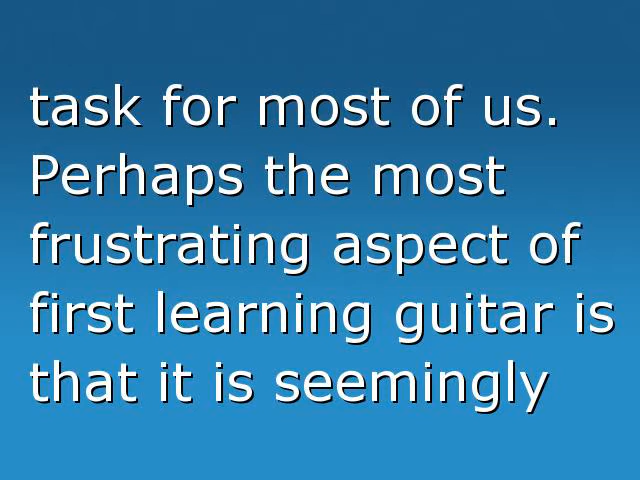 task for most of us.
Perhaps the most
frustrating aspect of
first learning guitar is
that it is seemingly